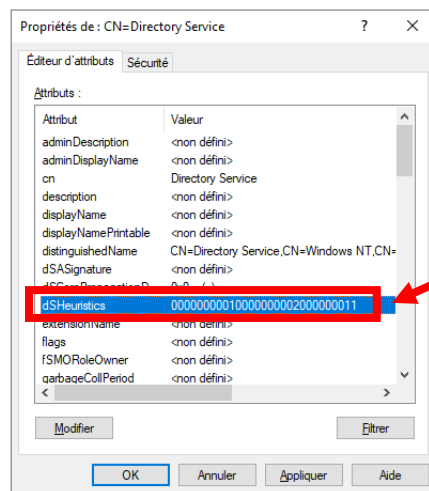 Propriétés de : CN=Directory Service ? ×
Éditeur d'attributs Sécurité
Attributs :
Attribut Valeur
adminDescription <non défini>
adminDisplayName <non défini>
cn Directory Service
description <non défini>
displayName <non défini>
displayNamePrintable <non défini>
distinguishedName CN=Directory Service,CN=Windows NT,CN=
dSASignature <non défini>
dSHeuristics 00000000010000000002000000011
extensionName <non défini>
flags <non défini>
fSMORoleOwner <non défini>
garbageCollPeriod <non défini>
Modifier Filtrer
OK Annuler Appliquer Aide